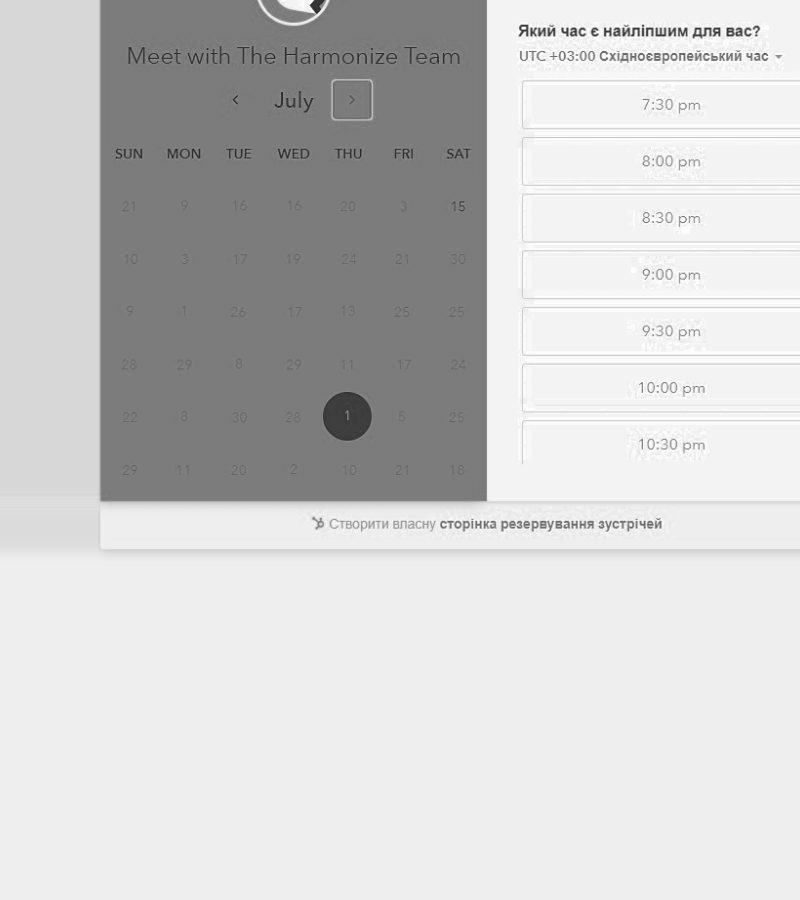 Meet with The Harmonize Team
July
SUN MON TUE WED THU FRI SAT
21 9 16 16 20 3 15
10 3 17 19 24 21 30
9 1 26 17 13 25 25
28 29 8 29 11 17 24
22 8 30 28 1 5 25
29 11 20 2 10 21 18
Який час є найліпшим для вас?
UTC +03:00 Східноєвропейський час
7:30 pm
8:00 pm
8:30 pm
9:00 pm
9:30 pm
10:00 pm
10:30 pm
Створити власну сторінка резервування зустрічей